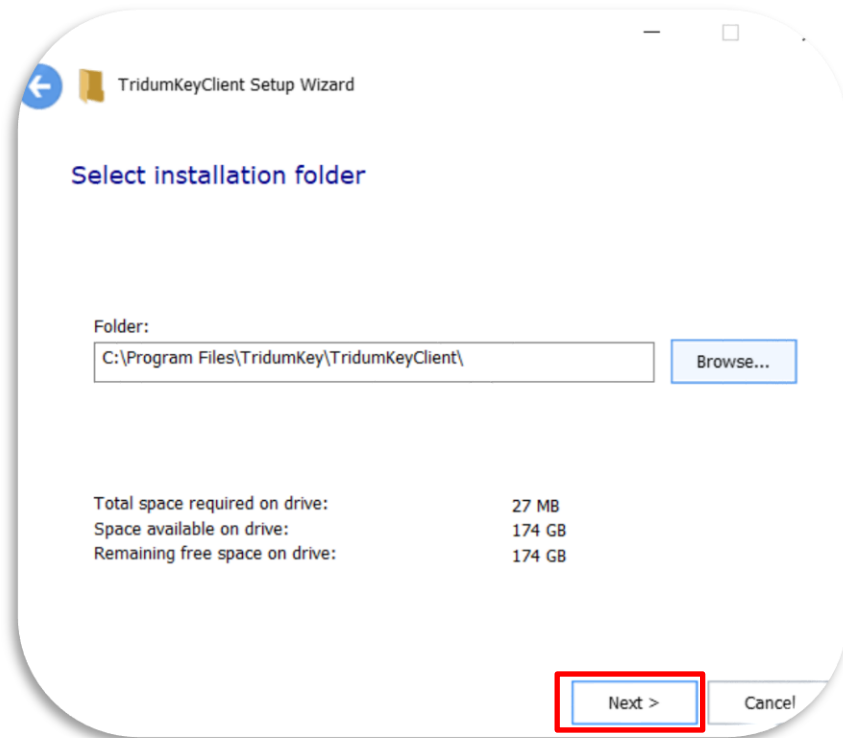 TridumKeyClient Setup Wizard
Select installation folder
Folder:
C:\Program Files\TridumKey\TridumKeyClient\
Browse...
Total space required on drive: 27 MB
Space available on drive: 174 GB
Remaining free space on drive: 174 GB
Next > Cancel